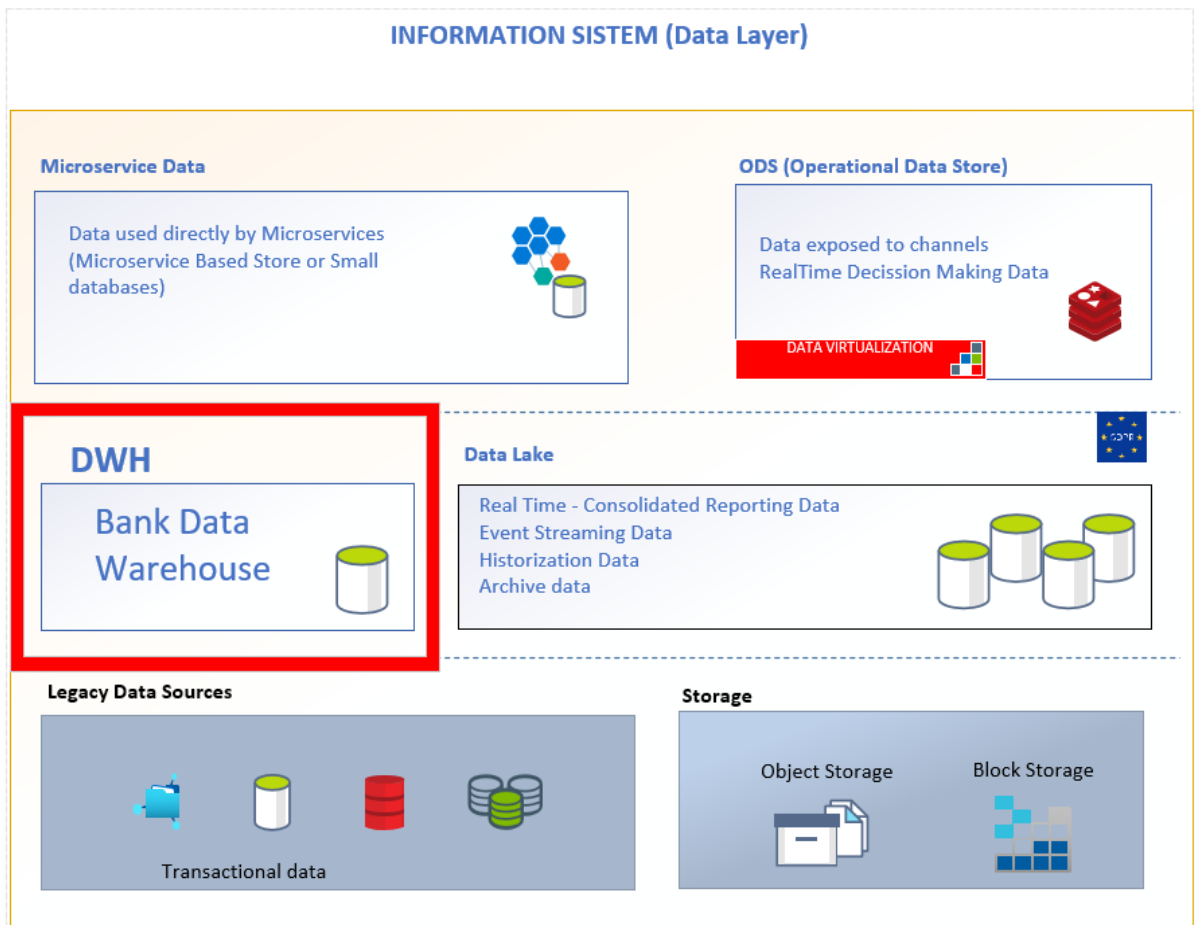 INFORMATION SISTEM (Data Layer)
Microservice Data
Data used directly by Microservices
(Microservice Based Store or Small
databases)
ODS (Operational Data Store)
Data exposed to channels
RealTime Decission Making Data
DATA VIRTUALIZATION
DWH
Bank Data
Warehouse
Data Lake
GDPR
Real Time - Consolidated Reporting Data
Event Streaming Data
Historization Data
Archive data
Legacy Data Sources
Transactional data
Storage
Object Storage
Block Storage